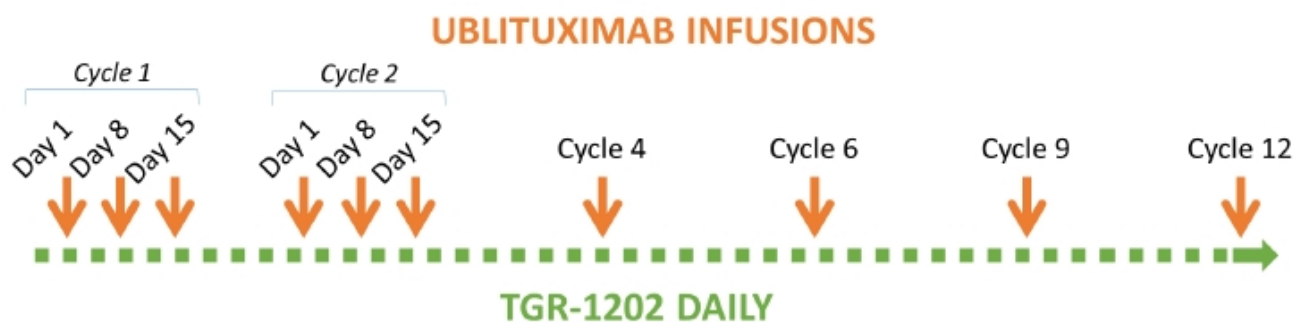 UBLITUXIMAB INFUSIONS
Cycle 1
Cycle 2
Day 1
Day 8
Day 15
Day 1
Day 8
Day 15
Cycle 4
Cycle 6
Cycle 9
Cycle 12
TGR-1202 DAILY